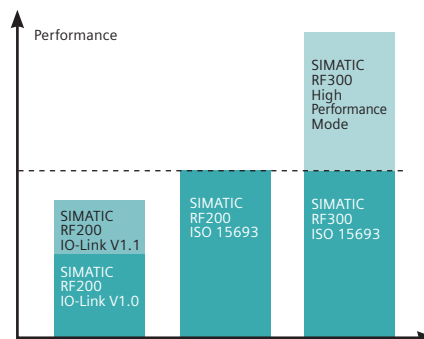 Performance
SIMATIC
RF200
IO-Link V1.1
SIMATIC
RF200
IO-Link V1.0
SIMATIC
RF200
ISO 15693
SIMATIC
RF300
High
Performance
Mode
SIMATIC
RF300
ISO 15693